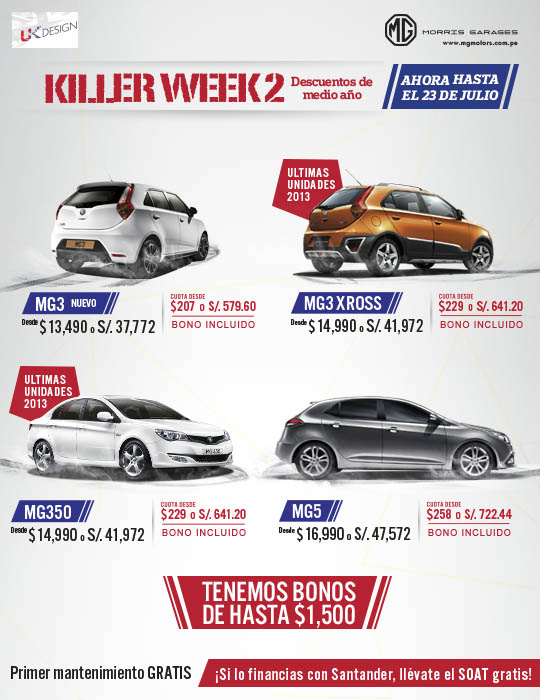 UK DESIGN
MG MORRIS GARAGES
www.mgmotors.com.pe
KILLER WEEK 2
Descuentos de
medio año
AHORA HASTA
EL 23 DE JULIO
ULTIMAS
UNIDADES
2013
MG3
MG3 NUEVO
Desde $13,490 o S/. 37,772
CUOTA DESDE
$207 o S/. 579.60
BONO INCLUIDO
MG3 XROSS
Desde $14,990 o S/. 41,972
CUOTA DESDE
$229 o S/. 641.20
BONO INCLUIDO
ULTIMAS
UNIDADES
2013
MG 350
MG350
Desde $14,990 o S/. 41,972
CUOTA DESDE
$229 o S/. 641.20
BONO INCLUIDO
MG5
Desde $16,990 o S/. 47,572
CUOTA DESDE
$258 o S/. 722.44
BONO INCLUIDO
TENEMOS BONOS
DE HASTA $1,500
Primer mantenimiento GRATIS
¡Si lo financias con Santander, llévate el SOAT gratis!